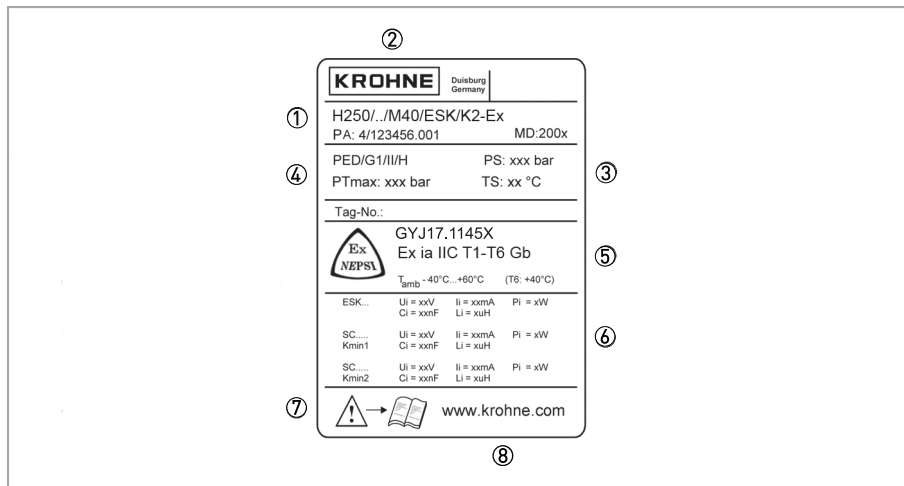 ②
KROHNE Duisburg
Germany
① H250/../M40/ESK/K2-Ex
PA: 4/123456.001 MD:200x
④ PED/G1/II/H PS: xxx bar ③
PTmax: xxx bar TS: xx °C
Tag-No.:
Ex NEPSI
GYJ17.1145X
Ex ia IIC T1-T6 Gb ⑤
Tamb - 40°C...+60°C (T6: +40°C)
ESK... Ui = xxV Ii = xxmA Pi = xW
Ci = xxnF Li = xuH
SC..... Ui = xxV Ii = xxmA Pi = xW ⑥
Kmin1 Ci = xxnF Li = xuH
SC..... Ui = xxV Ii = xxmA Pi = xW
Kmin2 Ci = xxnF Li = xuH
⑦ www.krohne.com
⑧